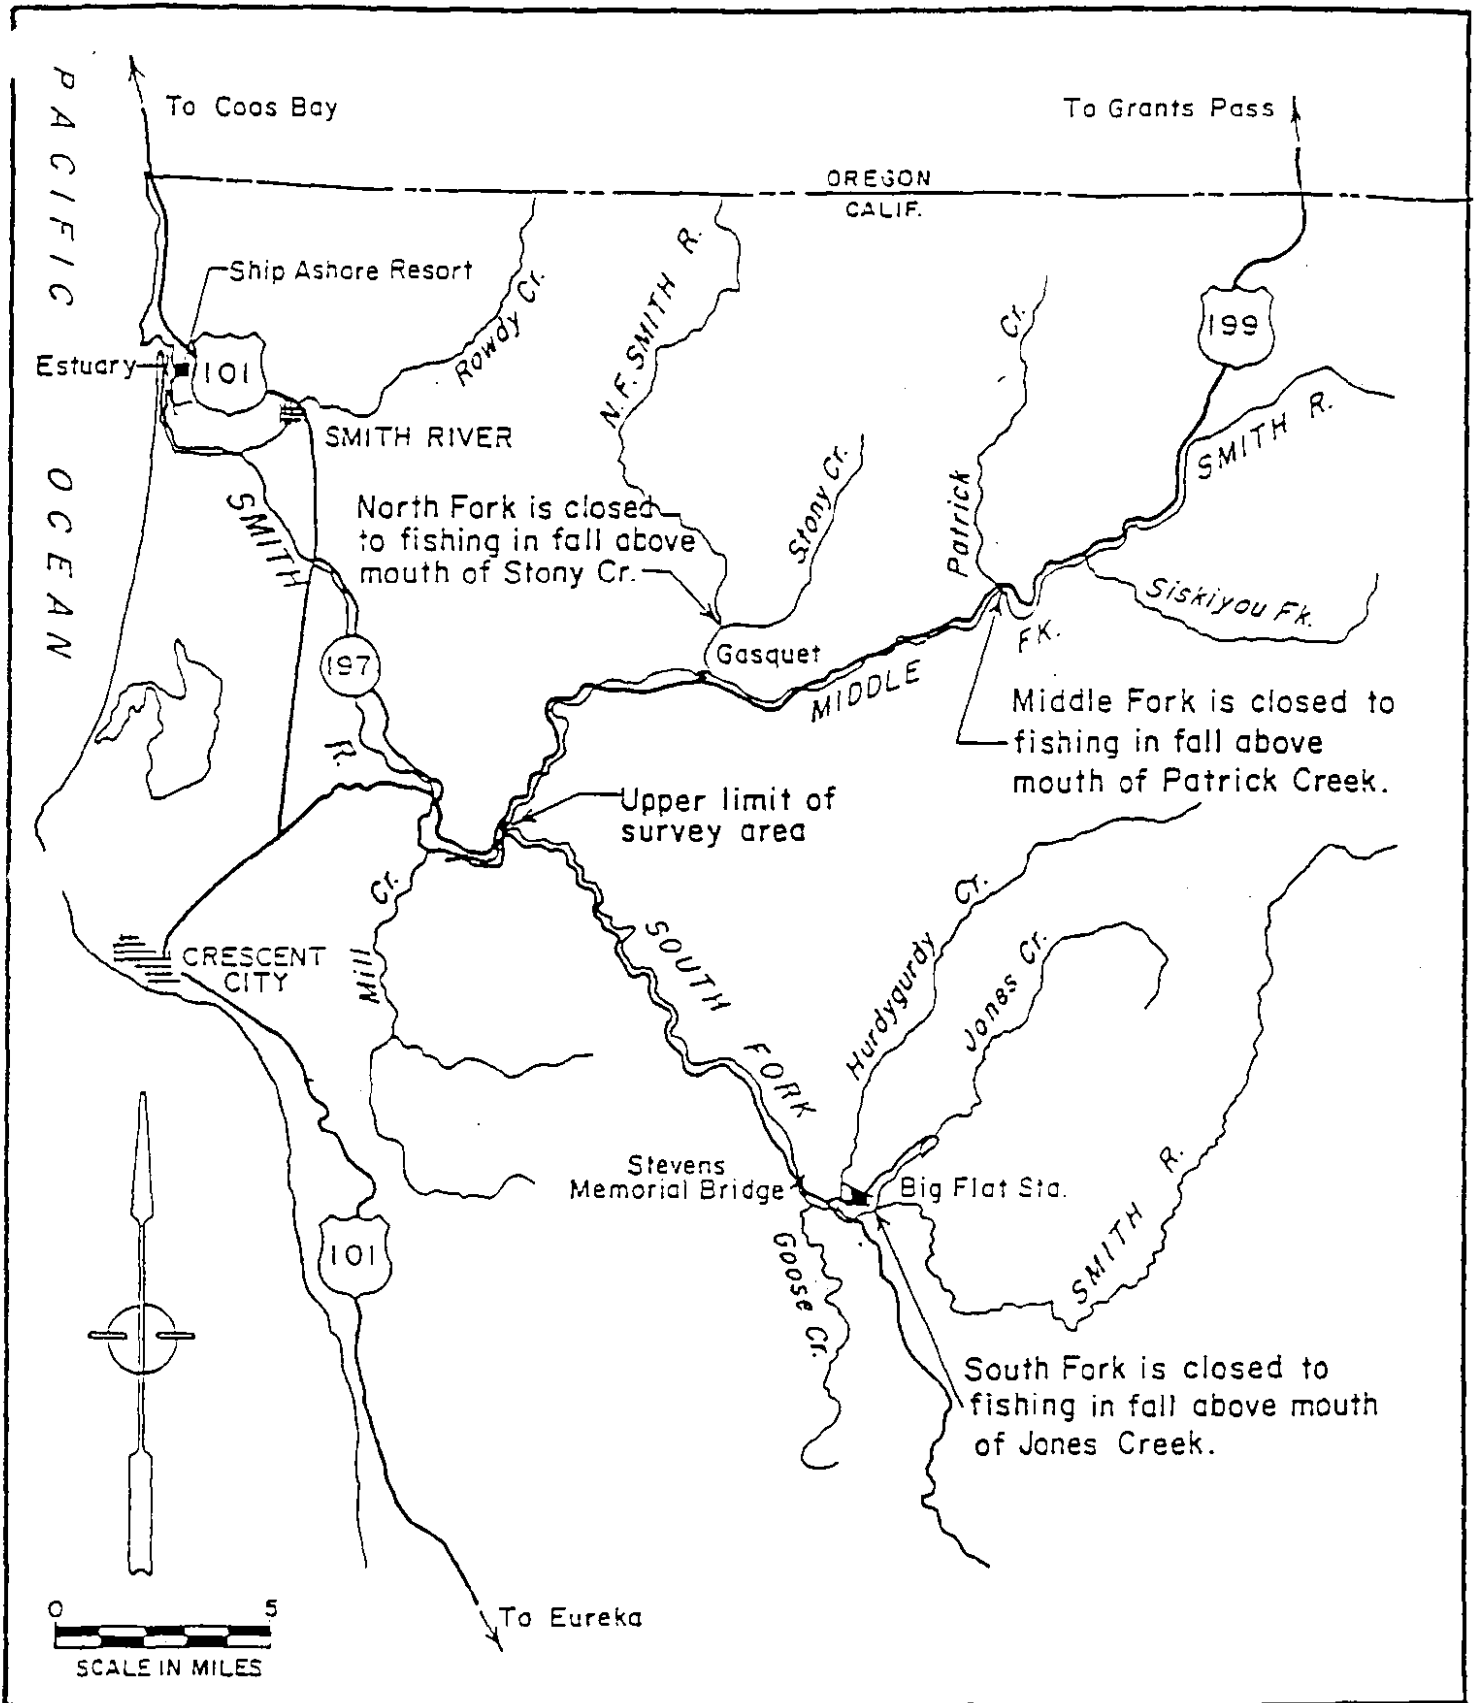 To Coos Bay
To Grants Pass
PACIFIC OCEAN
OREGON
CALIF.
Ship Ashore Resort
Rowdy Cr.
N.F. SMITH R.
Patrick Cr.
199
Estuary
101
SMITH RIVER
SMITH R.
Stony Cr.
North Fork is closed
to fishing in fall above
mouth of Stony Cr.
SMITH R.
Siskiyou Fk.
197
Gasquet
MIDDLE FK.
Middle Fork is closed to
fishing in fall above
mouth of Patrick Creek.
Upper limit of
survey area
Mill Cr.
Hurdygurdy Cr.
Jones Cr.
CRESCENT
CITY
SOUTH FORK
Stevens
Memorial Bridge
Big Flat Sta.
SMITH R.
101
Goose Cr.
South Fork is closed to
fishing in fall above mouth
of Jones Creek.
0 5
SCALE IN MILES
To Eureka